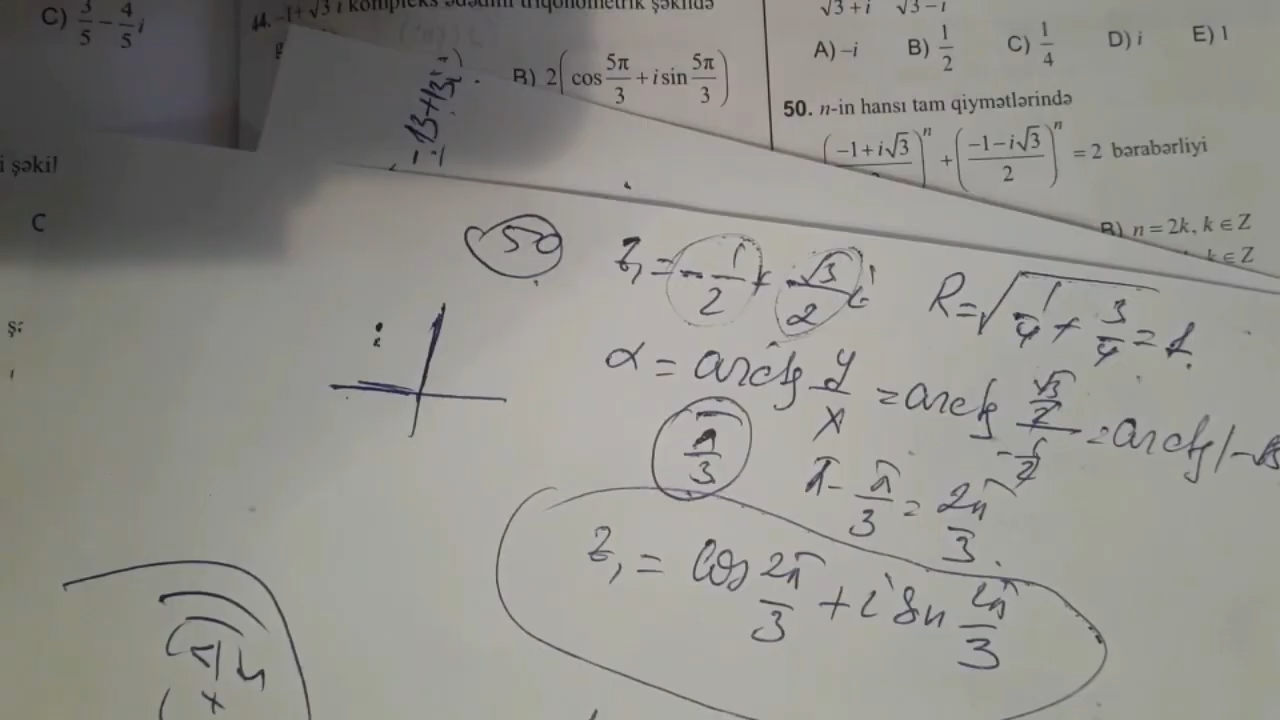 C) 3/5 − 4/5 i
44. −1+√3 i kompleks ədədini triqonometrik şəkildə
B) 2(cos 5π/3 + i sin 5π/3)
√3+i √3−i
A) −i B) 1/2 C) 1/4 D) i E) 1
50. n-in hansı tam qiymətlərində
((−1+i√3)/2)^n + ((−1−i√3)/2)^n = 2 bərabərliyi
B) n = 2k, k ∈ Z
k ∈ Z
i şəkil
C
50
z₁ = −1/2 + √3/2 i
R = √(1/4 + 3/4) = 1.
α = arctg y/x = arctg (√3/2)/(−1/2) = arctg(−√3
π/3
π − π/3 = 2π/3.
z₁ = cos 2π/3 + i sin 2π/3